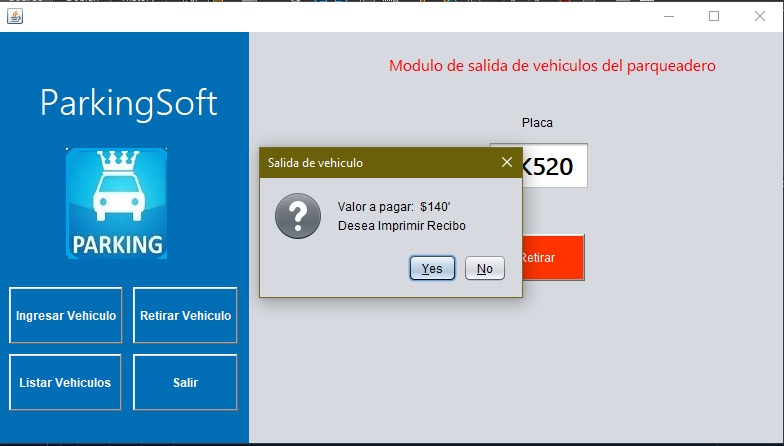 ParkingSoft
PARKING
Ingresar Vehiculo
Retirar Vehiculo
Listar Vehiculos
Salir
Modulo de salida de vehiculos del parqueadero
Placa
K520
Retirar
Salida de vehiculo
Valor a pagar: $140'
Desea Imprimir Recibo
Yes
No